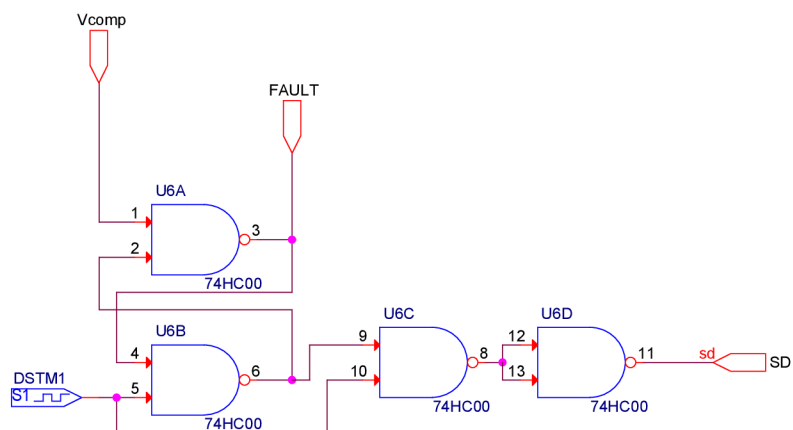 Vcomp
FAULT
U6A
1
3
2
74HC00
U6B
U6C
U6D
4
6
9
8
12
11
sd
SD
DSTM1
5
10
13
S1
74HC00
74HC00
74HC00